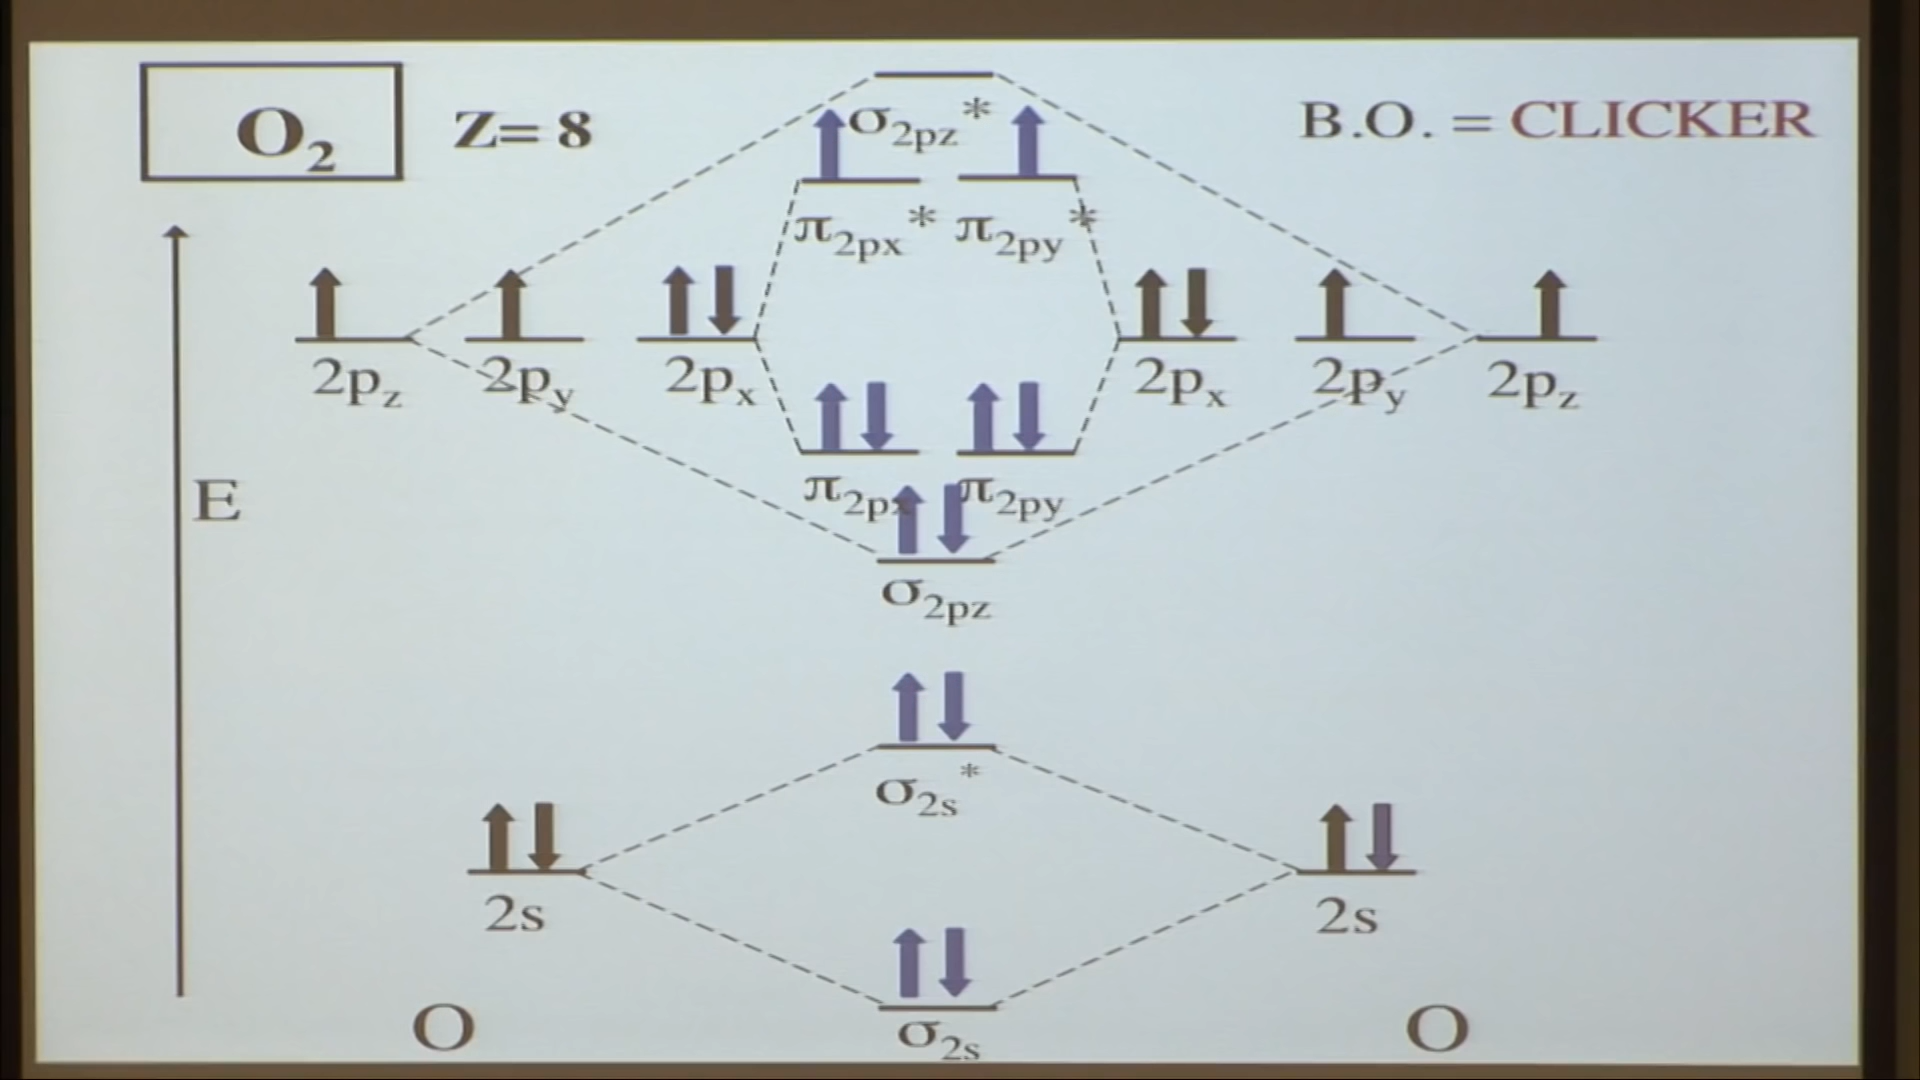 O₂ Z= 8 B.O. = CLICKER
σ₂pz*
π₂px* π₂py*
2pz 2py 2px 2px 2py 2pz
π₂px π₂py
E
σ₂pz
σ₂s*
2s 2s
O O
σ₂s